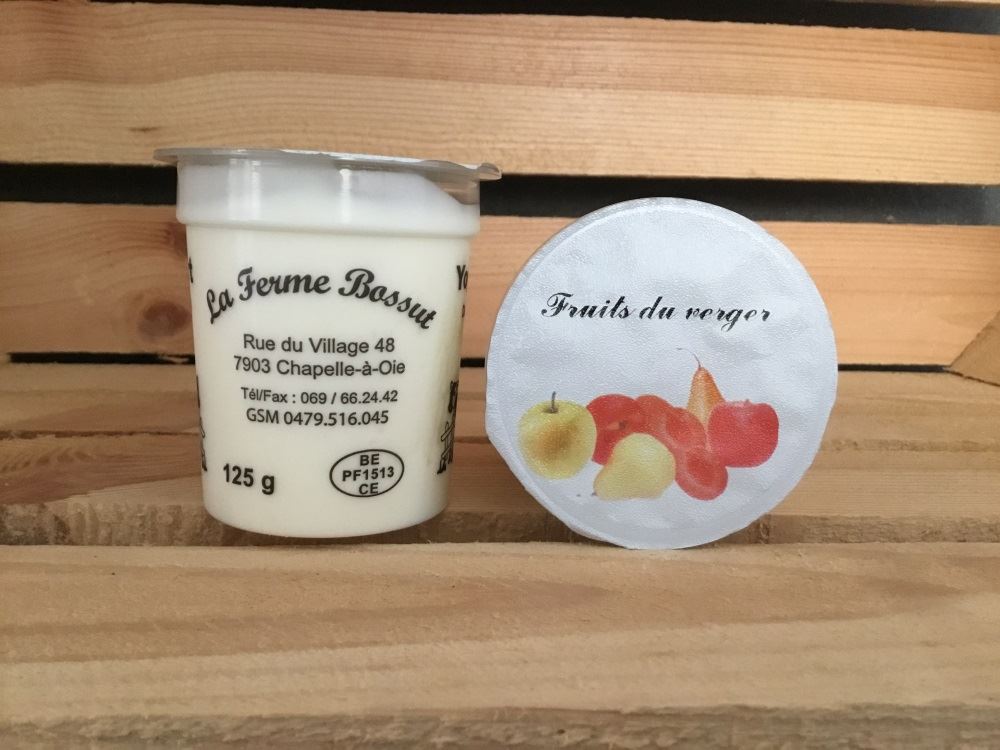 La Ferme Bossut
Rue du Village 48
7903 Chapelle-à-Oie
Tél/Fax : 069 / 66.24.42
GSM 0479.516.045
125 g
BE
PF1513
CE
Fruits du verger